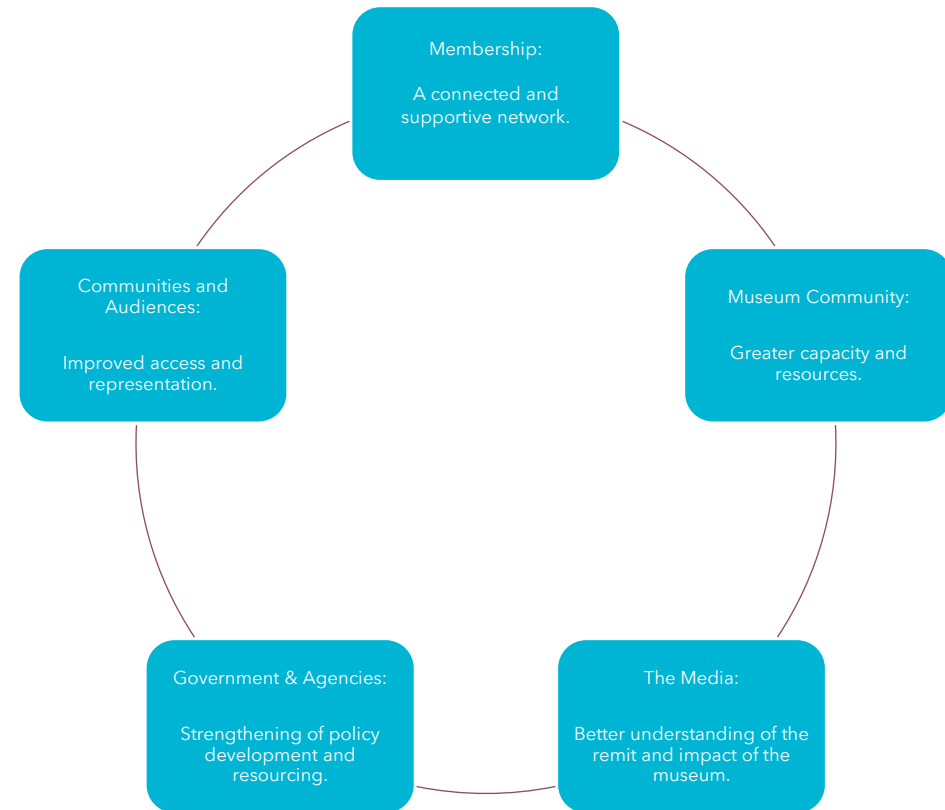 Membership:
A connected and
supportive network.
Museum Community:
Greater capacity and
resources.
The Media:
Better understanding of the
remit and impact of the
museum.
Government & Agencies:
Strengthening of policy
development and
resourcing.
Communities and
Audiences:
Improved access and
representation.